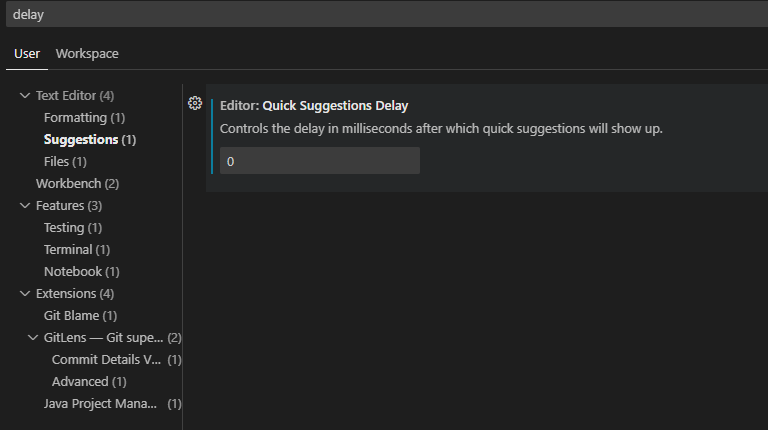 delay
User Workspace
Text Editor (4)
Formatting (1)
Suggestions (1)
Files (1)
Workbench (2)
Features (3)
Testing (1)
Terminal (1)
Notebook (1)
Extensions (4)
Git Blame (1)
GitLens — Git supe... (2)
Commit Details V... (1)
Advanced (1)
Java Project Mana... (1)
Editor: Quick Suggestions Delay
Controls the delay in milliseconds after which quick suggestions will show up.
0